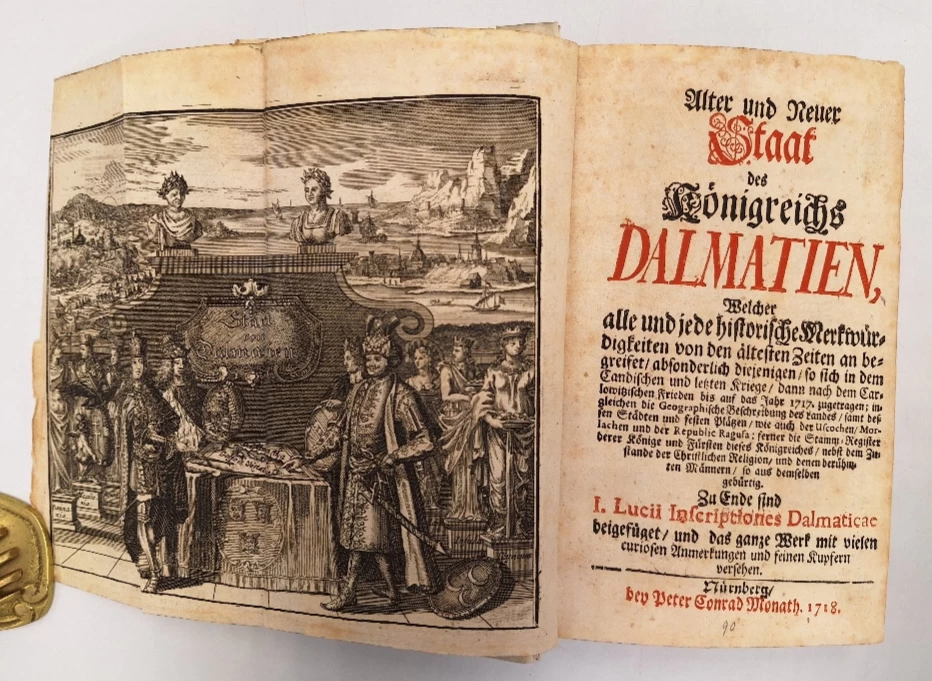 Staat
von
Dalmatien
Alter und Neuer
Staat
des
Königreichs
DALMATIEN,
Welcher
alle und jede historische Merkwür-
digkeiten von den ältesten Zeiten an be-
greifet/ absonderlich diejenigen/ so sich in dem
Candischen und letzten Kriege/ dann nach dem Car-
lowitzischen Frieden bis auf das Jahr 1717. zugetragen; in-
gleichen die Geographische Beschreibung des Landes/ samt des-
sen Städten und festen Plätzen/ wie auch der Uscochen/ Mor-
lachen und der Republic Ragusa: ferner die Stamm-Register
derer Könige und Fürsten dieses Königreiches/ nebst dem Zu-
stande der Christlichen Religion/ und denen berühm-
ten Männern/ so aus demselben
gebürtig.
Zu Ende sind
I. Lucii Inscriptiones Dalmaticae
beigefüget/ und das ganze Werk mit vielen
curiosen Anmerkungen und feinen Kupfern
versehen.
Nürnberg/
bey Peter Conrad Monath. 1718.
90